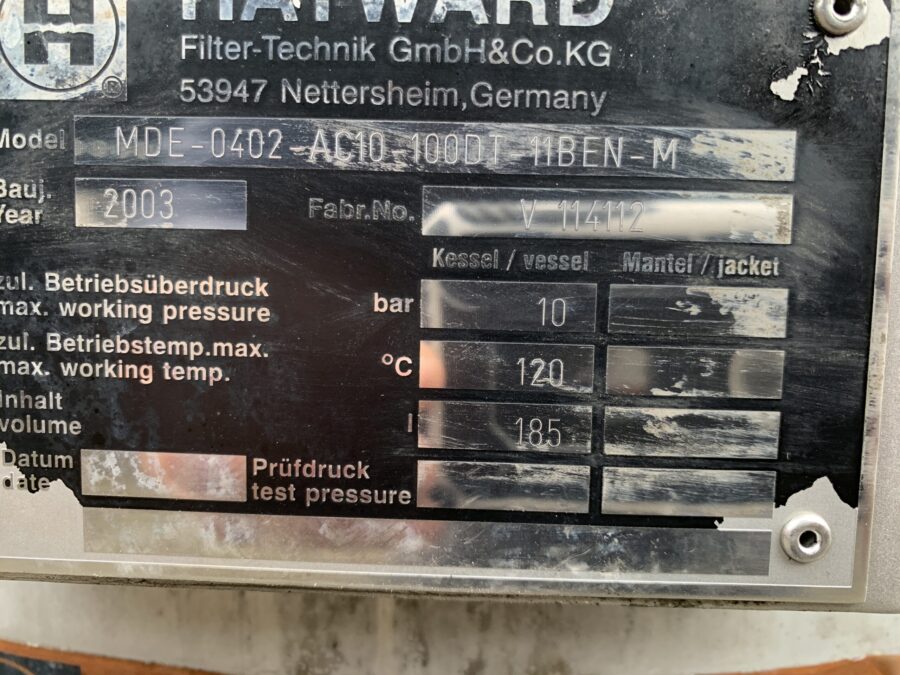 H
®
HAYWARD
Filter-Technik GmbH&Co.KG
53947 Nettersheim,Germany
Model MDE-0402-AC10-100DT-11BEN-M
Bauj. 2003 Fabr.No. V 114112
Year
Kessel / vessel Mantel / jacket
zul. Betriebsüberdruck bar 10
max. working pressure
zul. Betriebstemp.max. °C 120
max. working temp.
Inhalt l 185
volume
Datum Prüfdruck
date test pressure